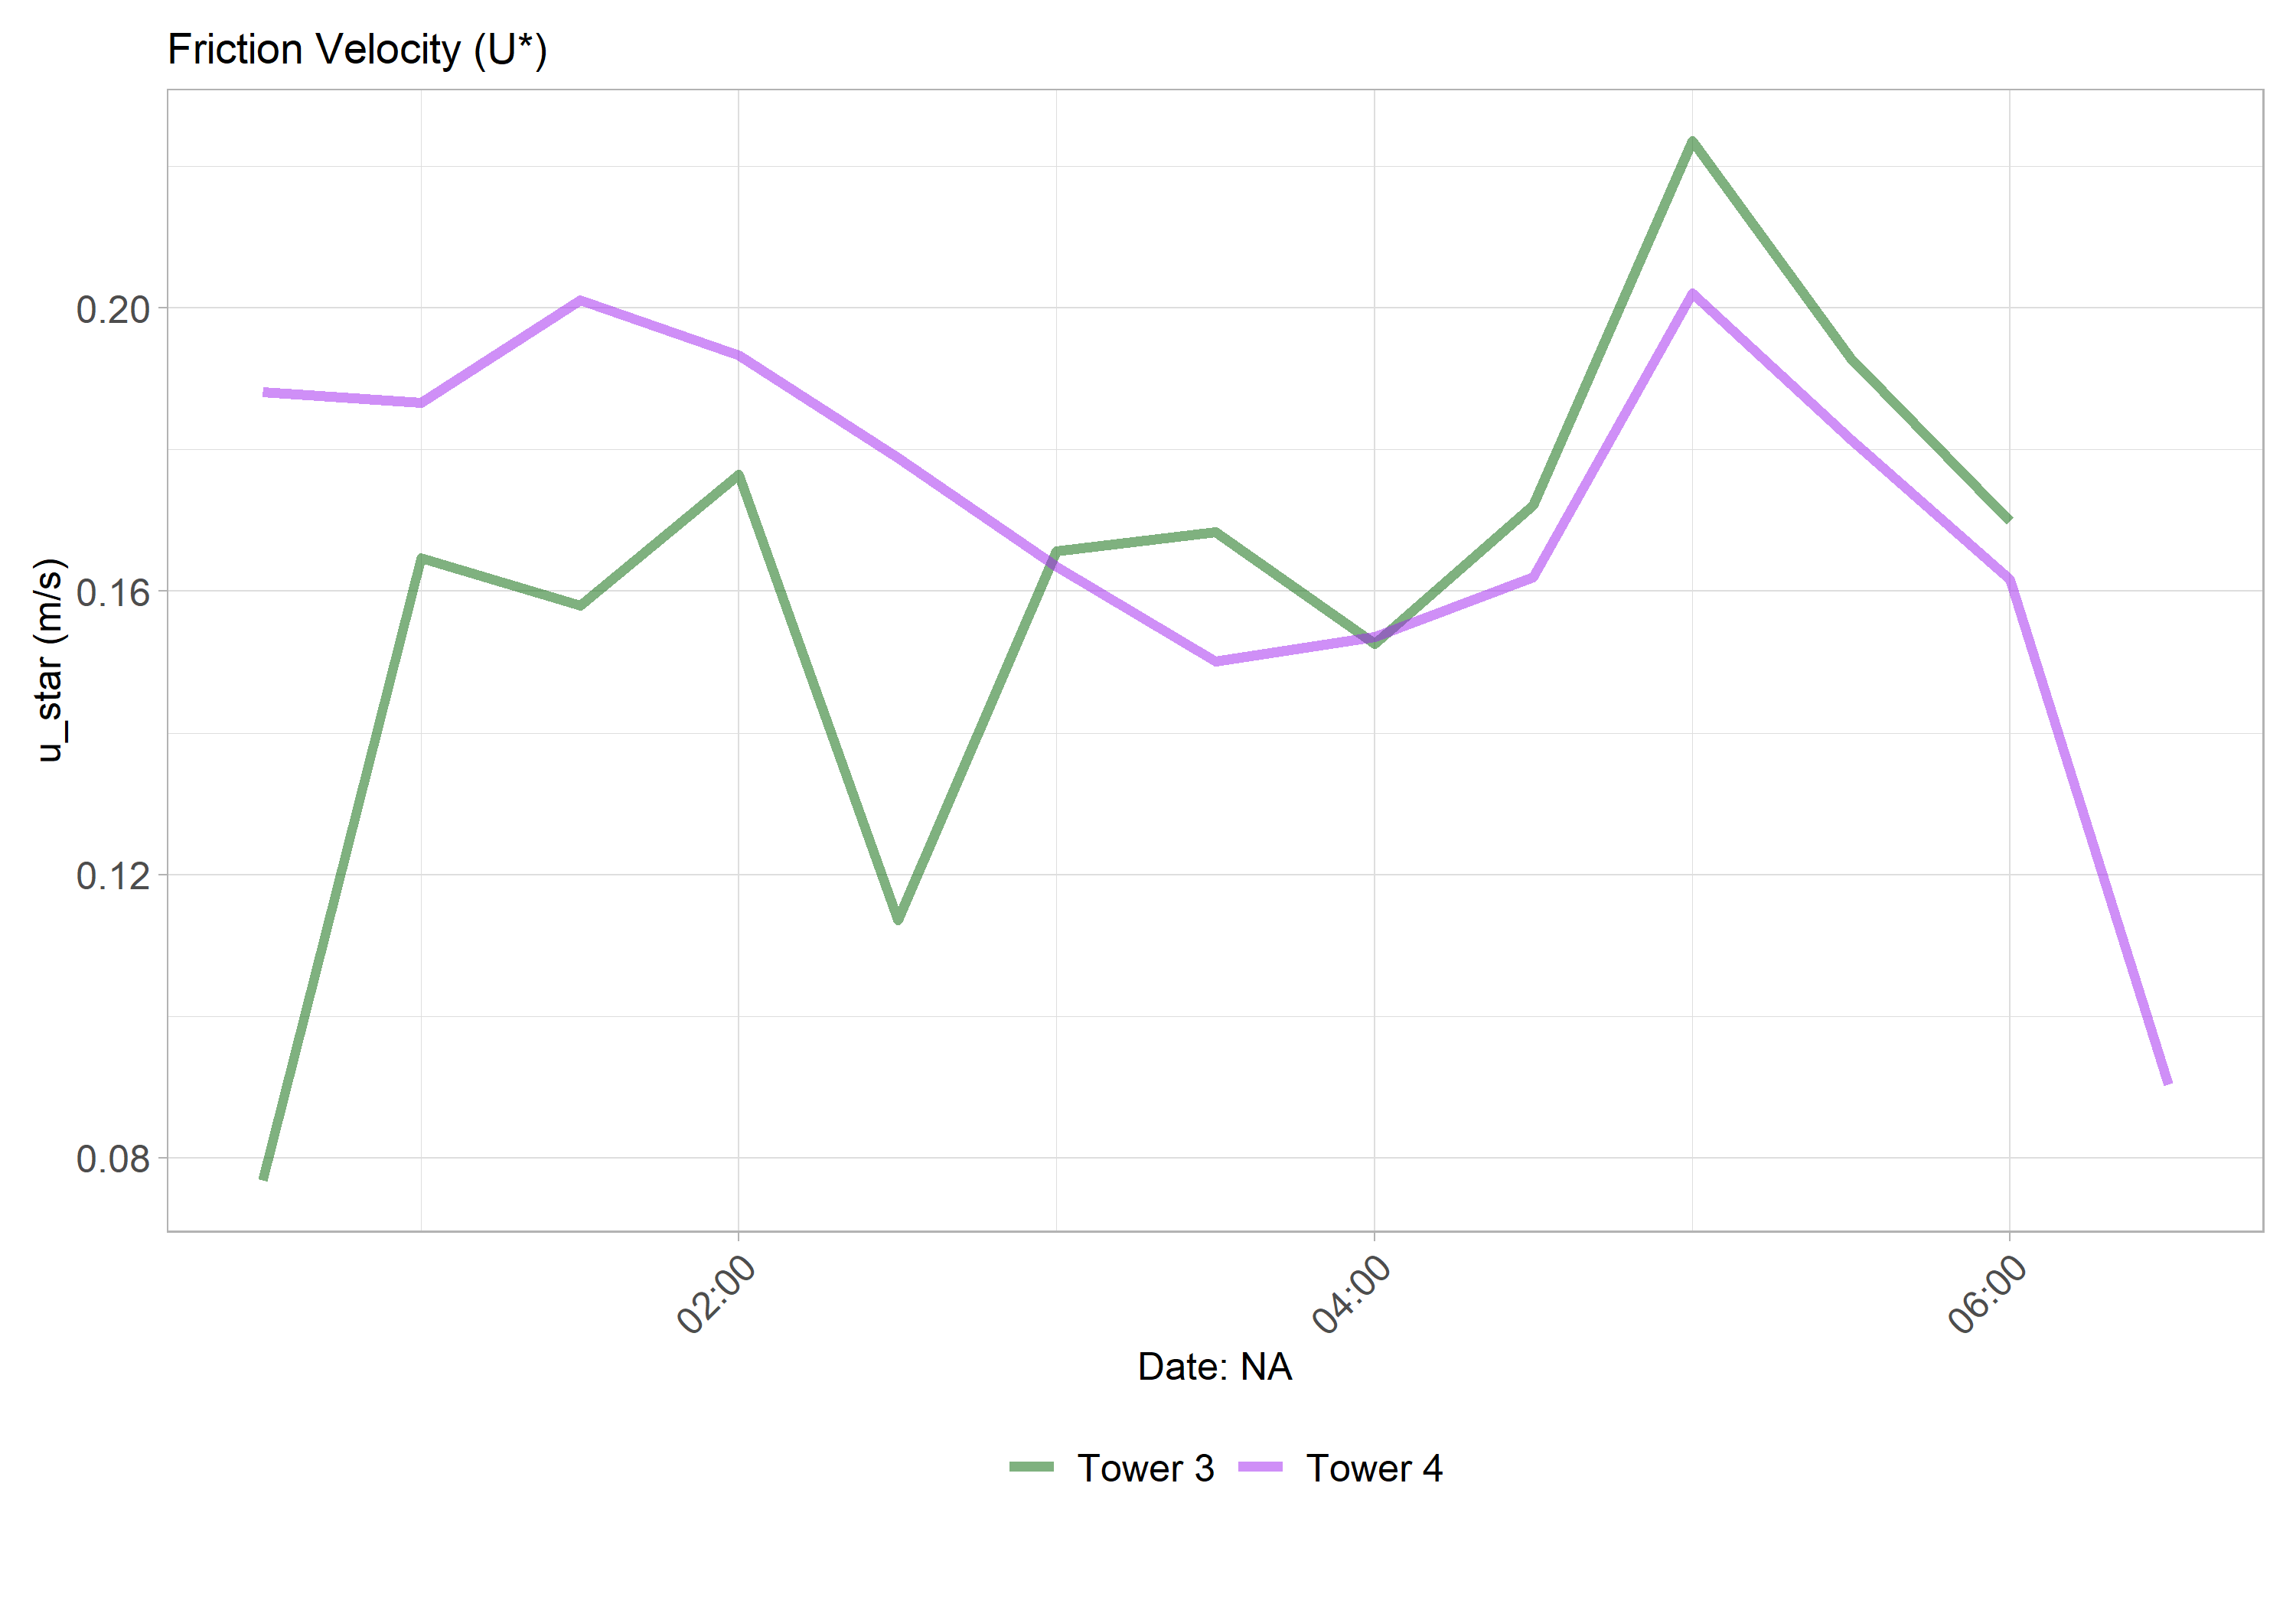 Friction Velocity (U*)
u_star (m/s)
0.20
0.16
0.12
0.08
02:00
04:00
06:00
Date: NA
Tower 3
Tower 4